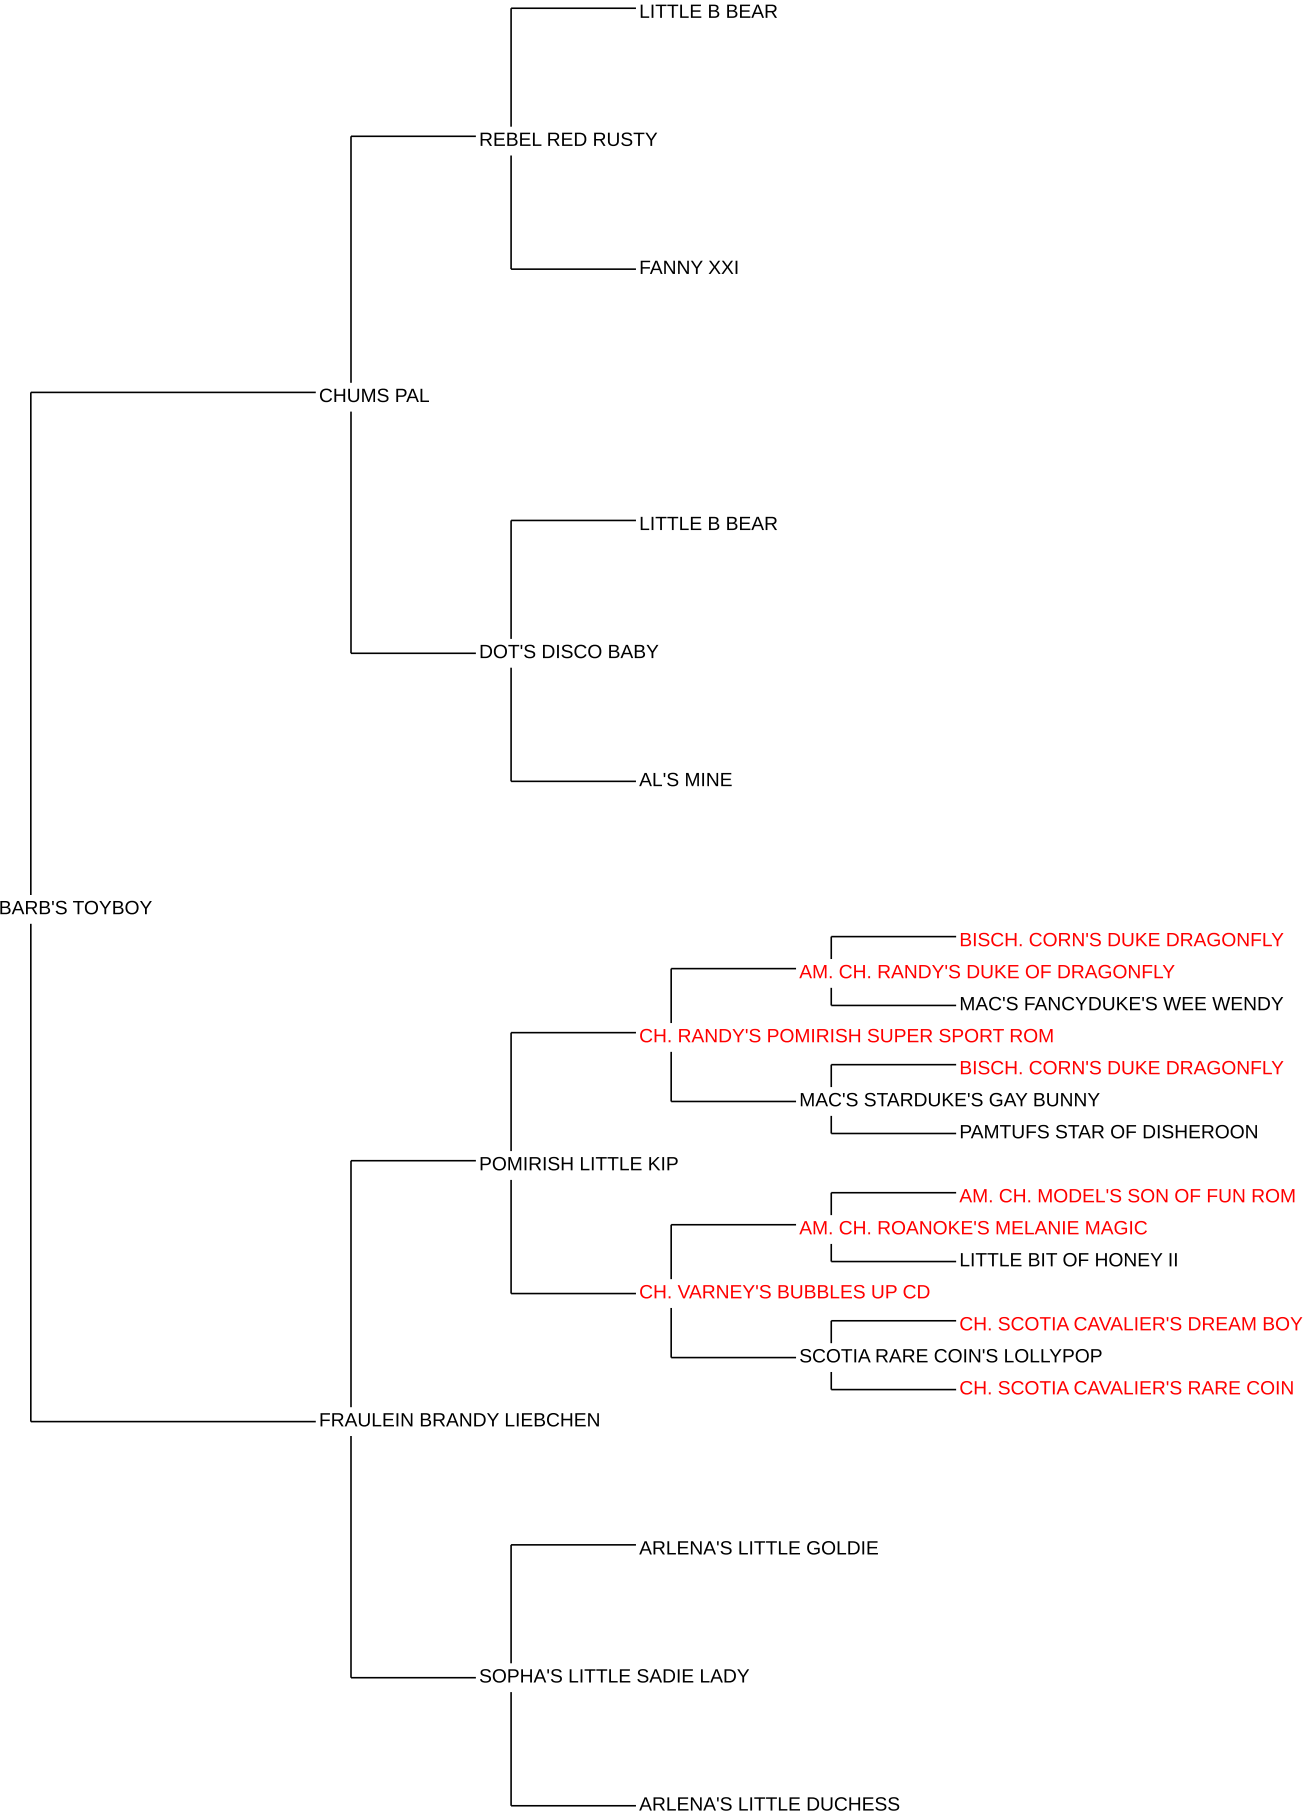 LITTLE B BEAR
REBEL RED RUSTY
FANNY XXI
CHUMS PAL
LITTLE B BEAR
DOT'S DISCO BABY
AL'S MINE
BARB'S TOYBOY
BISCH. CORN'S DUKE DRAGONFLY
AM. CH. RANDY'S DUKE OF DRAGONFLY
MAC'S FANCYDUKE'S WEE WENDY
CH. RANDY'S POMIRISH SUPER SPORT ROM
BISCH. CORN'S DUKE DRAGONFLY
MAC'S STARDUKE'S GAY BUNNY
PAMTUFS STAR OF DISHEROON
POMIRISH LITTLE KIP
AM. CH. MODEL'S SON OF FUN ROM
AM. CH. ROANOKE'S MELANIE MAGIC
LITTLE BIT OF HONEY II
CH. VARNEY'S BUBBLES UP CD
CH. SCOTIA CAVALIER'S DREAM BOY
SCOTIA RARE COIN'S LOLLYPOP
CH. SCOTIA CAVALIER'S RARE COIN
FRAULEIN BRANDY LIEBCHEN
ARLENA'S LITTLE GOLDIE
SOPHA'S LITTLE SADIE LADY
ARLENA'S LITTLE DUCHESS